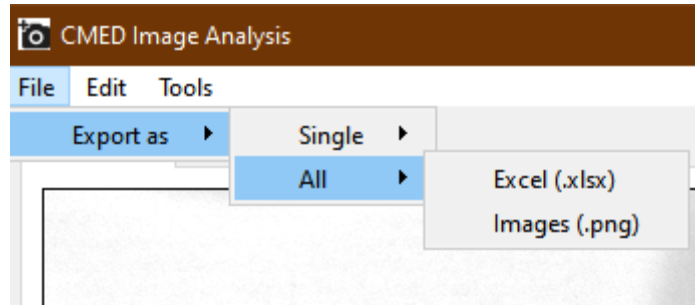 CMED Image Analysis
File Edit Tools
Export as Single
All
Excel (.xlsx)
Images (.png)